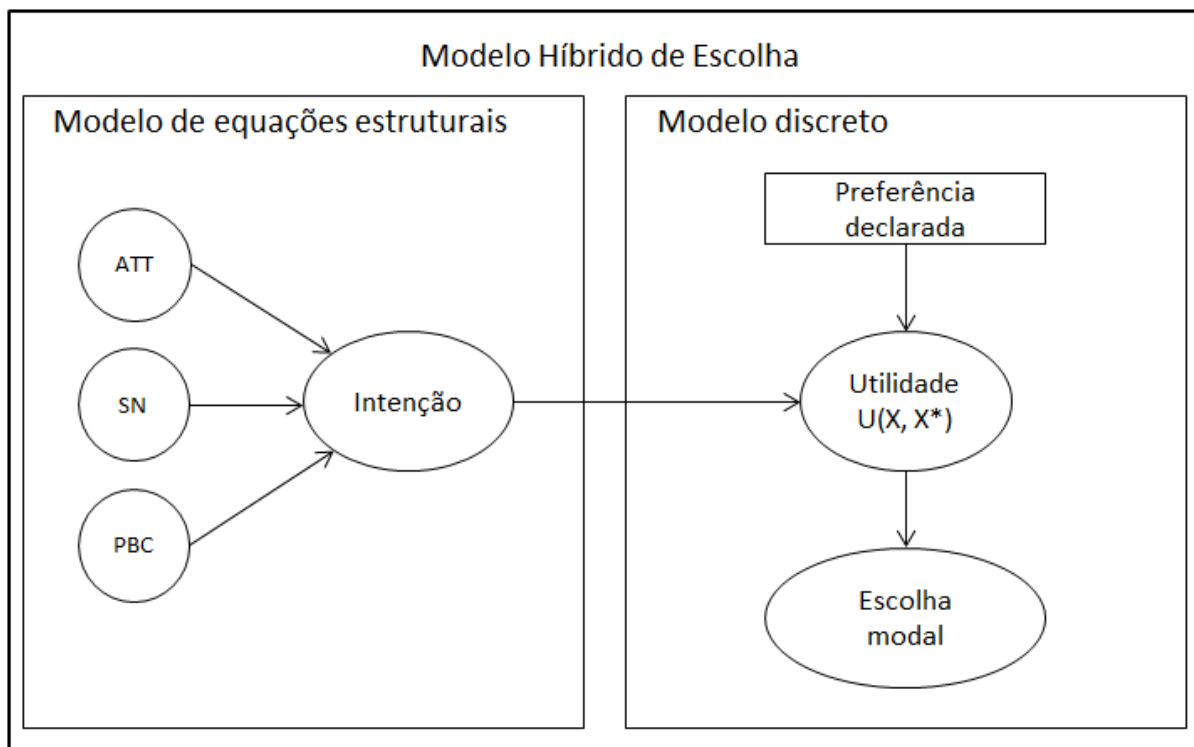 Modelo Híbrido de Escolha
Modelo de equações estruturais
ATT
SN
PBC
Intenção
Modelo discreto
Preferência
declarada
Utilidade
U(X, X*)
Escolha
modal